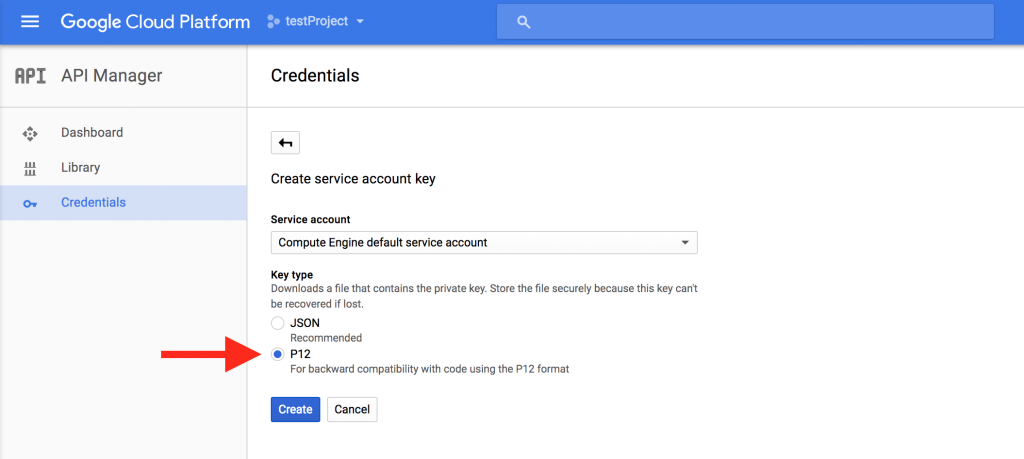 Google Cloud Platform
testProject
API
API Manager
Credentials
Dashboard
Library
Credentials
Create service account key
Service account
Compute Engine default service account
Key type
Downloads a file that contains the private key. Store the file securely because this key can't
be recovered if lost.
JSON
Recommended
P12
For backward compatibility with code using the P12 format
Create
Cancel